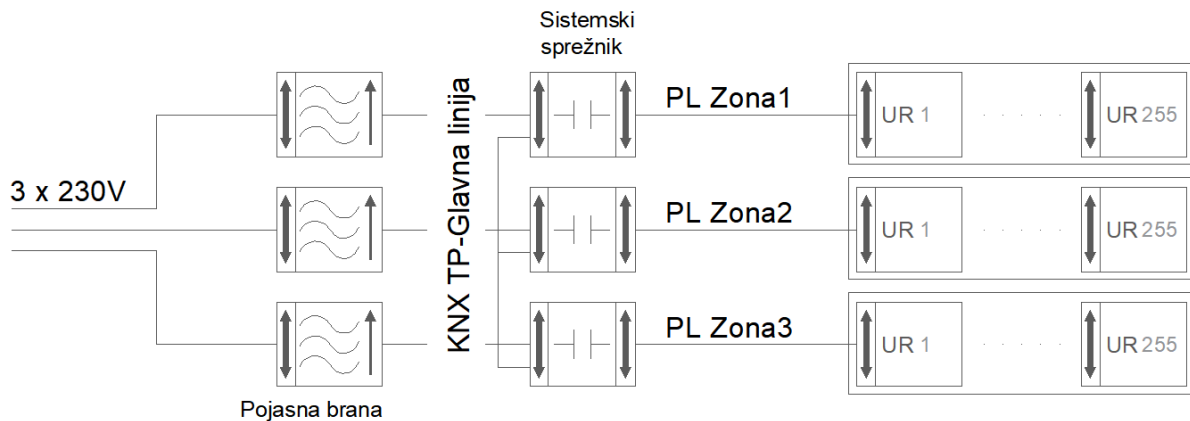 Sistemski
sprežnik
3 x 230V
KNX TP-Glavna linija
PL Zona1
UR 1
UR 255
PL Zona2
UR 1
UR 255
PL Zona3
UR 1
UR 255
Pojasna brana